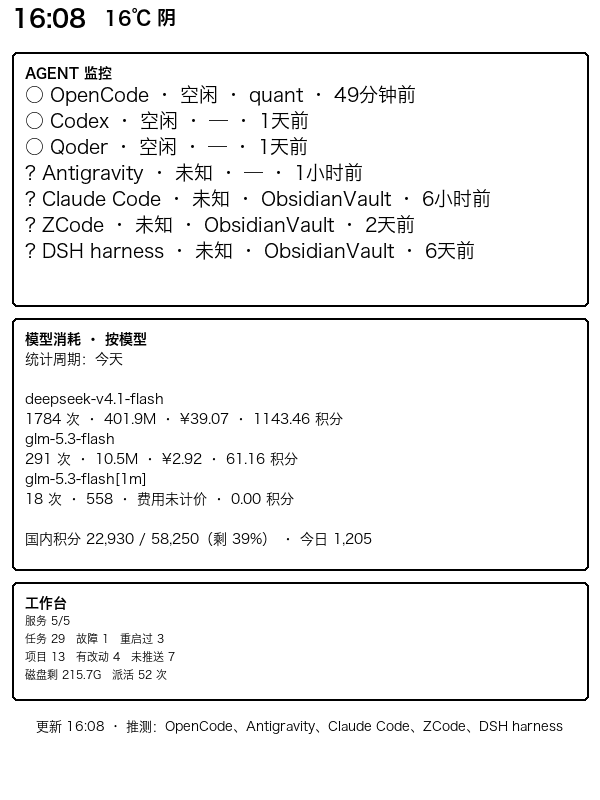 16:08 16℃ 阴
AGENT 监控
○ OpenCode · 空闲 · quant · 49分钟前
○ Codex · 空闲 · — · 1天前
○ Qoder · 空闲 · — · 1天前
? Antigravity · 未知 · — · 1小时前
? Claude Code · 未知 · ObsidianVault · 6小时前
? ZCode · 未知 · ObsidianVault · 2天前
? DSH harness · 未知 · ObsidianVault · 6天前
模型消耗 · 按模型
统计周期：今天
deepseek-v4.1-flash
1784 次 · 401.9M · ¥39.07 · 1143.46 积分
glm-5.3-flash
291 次 · 10.5M · ¥2.92 · 61.16 积分
glm-5.3-flash[1m]
18 次 · 558 · 费用未计价 · 0.00 积分
国内积分 22,930 / 58,250（剩 39%） · 今日 1,205
工作台
服务 5/5
任务 29 故障 1 重启过 3
项目 13 有改动 4 未推送 7
磁盘剩 215.7G 派活 52 次
更新 16:08 · 推测：OpenCode、Antigravity、Claude Code、ZCode、DSH harness